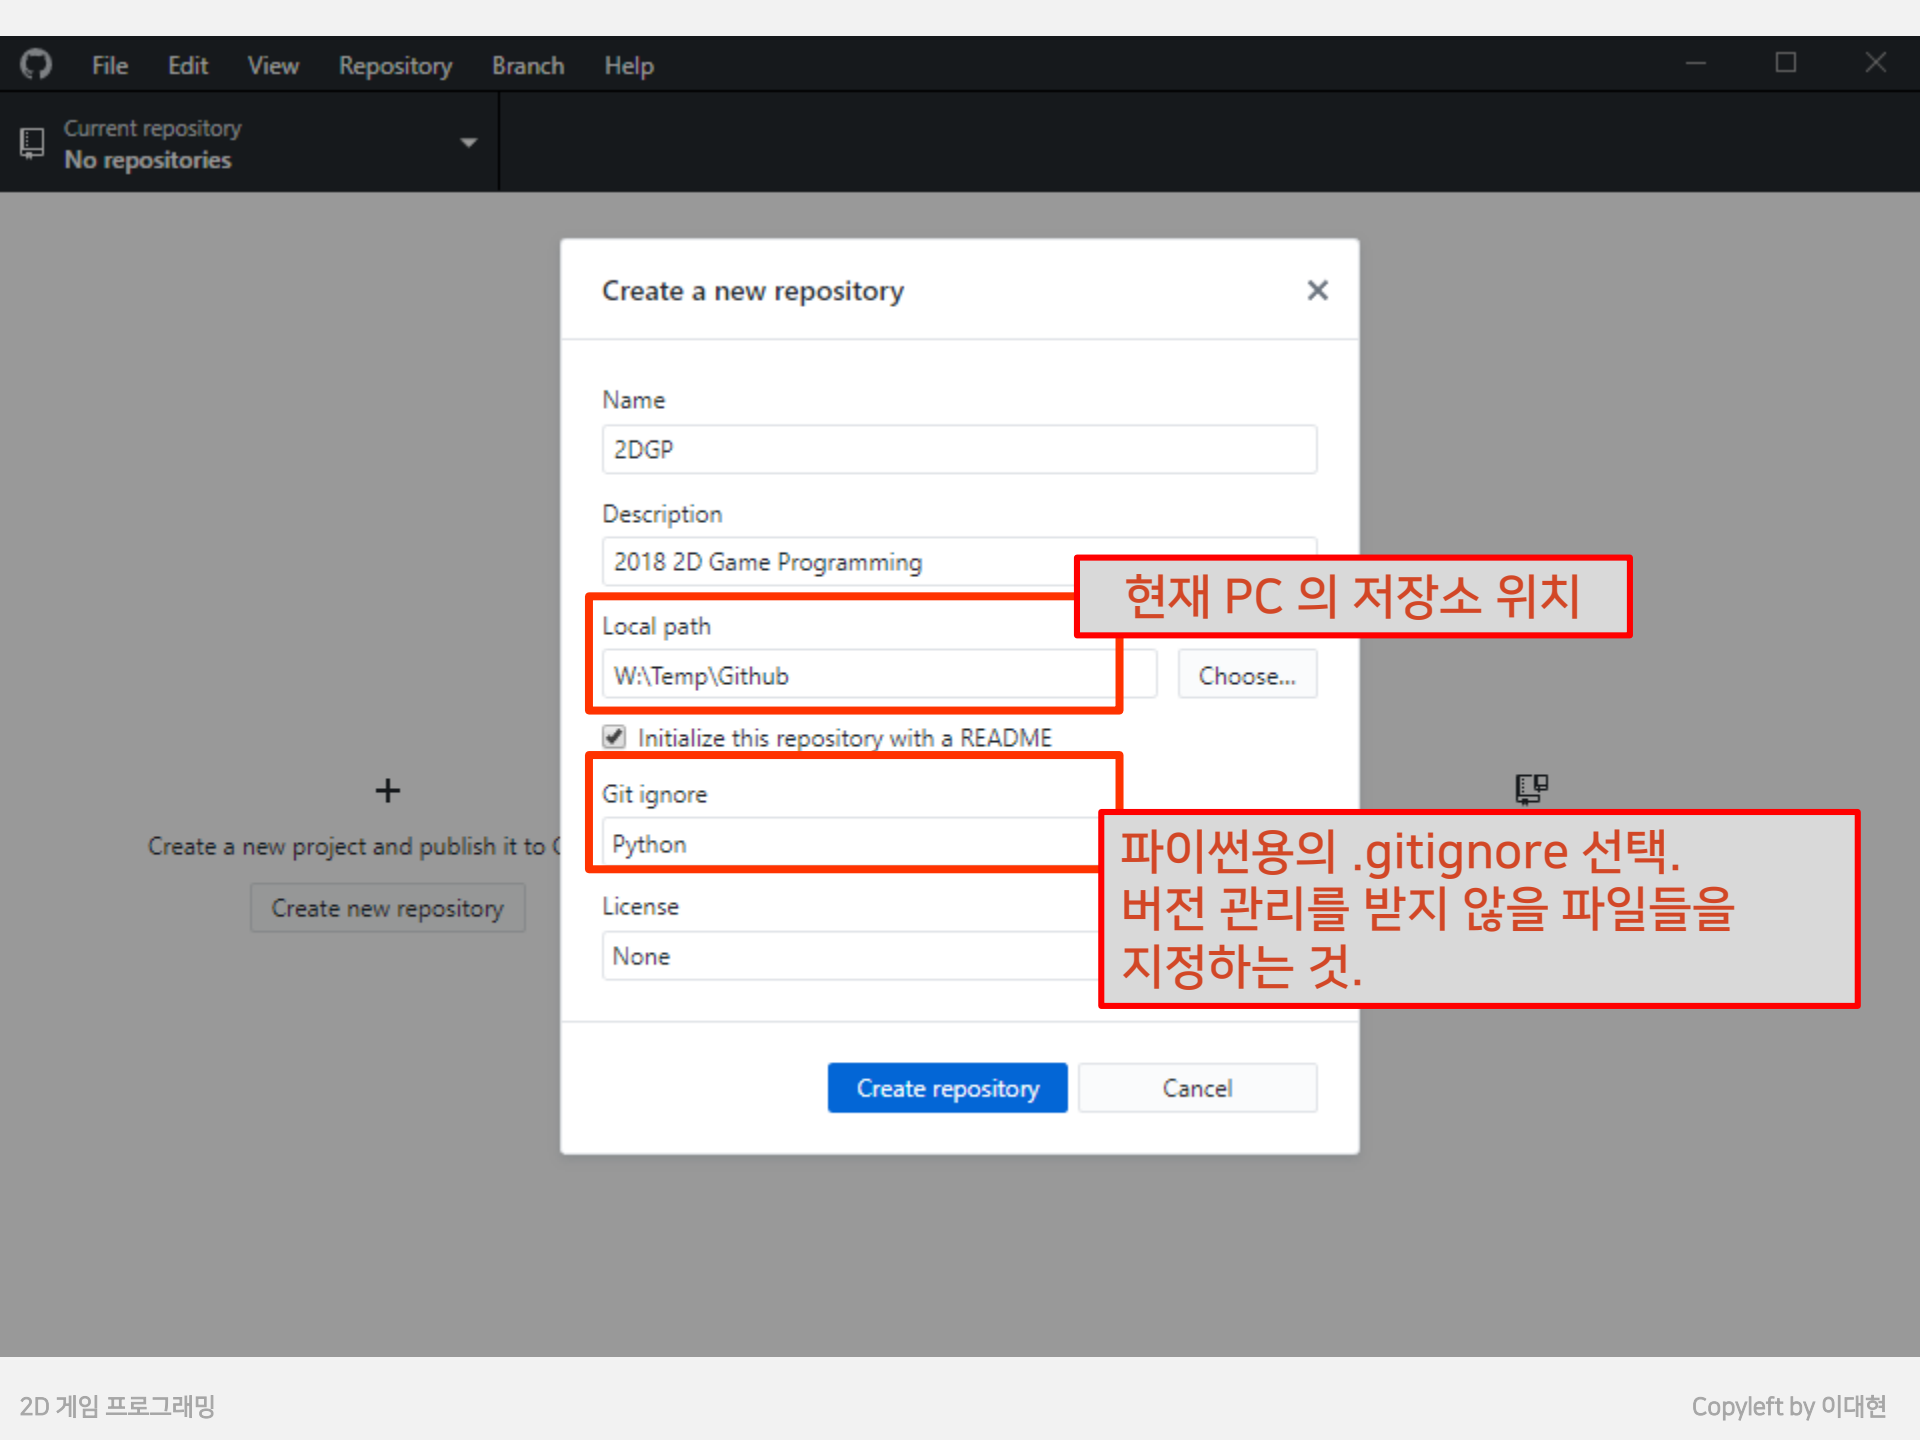 File Edit View Repository Branch Help
Current repository
No repositories
Create a new repository
Name
2DGP
Description
2018 2D Game Programming
현재 PC 의 저장소 위치
Local path
W:\Temp\Github
Choose...
Initialize this repository with a README
Git ignore
Python
파이썬용의 .gitignore 선택.
버전 관리를 받지 않을 파일들을
지정하는 것.
License
None
Create repository
Cancel
Create a new project and publish it to
Create new repository
2D 게임 프로그래밍
Copyleft by 이대현